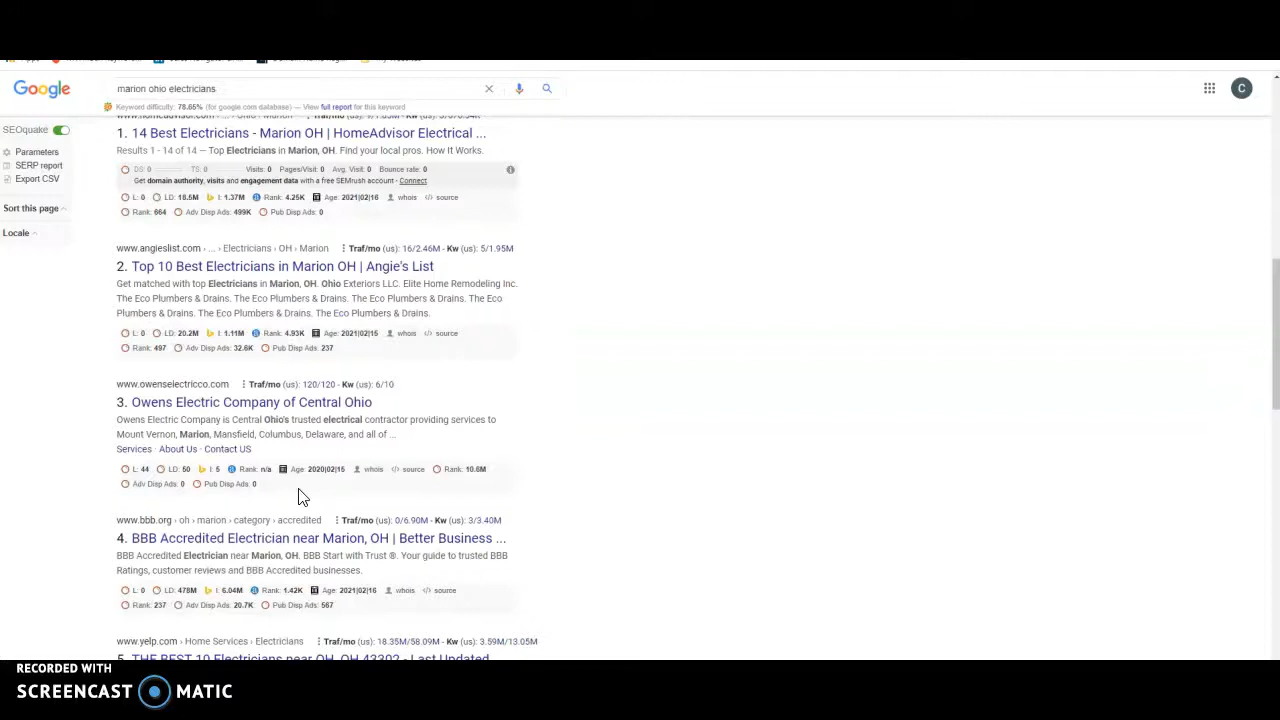 Google
marion ohio electricians
C
Keyword difficulty: 78.65% (for google.com database) — View full report for this keyword
SEOquake
Parameters
SERP report
Export CSV
Sort this page
Locale
1. 14 Best Electricians - Marion OH | HomeAdvisor Electrical ...
Results 1 - 14 of 14 — Top Electricians in Marion, OH. Find your local pros. How It Works.
DS: 0 TS: 0 Visits: 0 Pages/Visit: 0 Avg. Visit: 0 Bounce rate: 0
Get domain authority, visits and engagement data with a free SEMrush account - Connect
L: 0 LD: 18.5M I: 1.37M Rank: 4.25K Age: 2021|02|16 whois source
Rank: 664 Adv Disp Ads: 499K Pub Disp Ads: 0
www.angieslist.com › ... › Electricians › OH › Marion Traf/mo (us): 16/2.46M - Kw (us): 5/1.95M
2. Top 10 Best Electricians in Marion OH | Angie's List
Get matched with top Electricians in Marion, OH. Ohio Exteriors LLC. Elite Home Remodeling Inc.
The Eco Plumbers & Drains. The Eco Plumbers & Drains. The Eco Plumbers & Drains. The Eco
Plumbers & Drains. The Eco Plumbers & Drains.
L: 0 LD: 20.2M I: 1.11M Rank: 4.93K Age: 2021|02|15 whois source
Rank: 497 Adv Disp Ads: 32.6K Pub Disp Ads: 237
www.owenselectricco.com Traf/mo (us): 120/120 - Kw (us): 6/10
3. Owens Electric Company of Central Ohio
Owens Electric Company is Central Ohio's trusted electrical contractor providing services to
Mount Vernon, Marion, Mansfield, Columbus, Delaware, and all of ...
Services · About Us · Contact US
L: 44 LD: 50 I: 5 Rank: n/a Age: 2020|02|15 whois source Rank: 10.6M
Adv Disp Ads: 0 Pub Disp Ads: 0
www.bbb.org › oh › marion › category › accredited Traf/mo (us): 0/6.90M - Kw (us): 3/3.40M
4. BBB Accredited Electrician near Marion, OH | Better Business ...
BBB Accredited Electrician near Marion, OH. BBB Start with Trust ®. Your guide to trusted BBB
Ratings, customer reviews and BBB Accredited businesses.
L: 0 LD: 478M I: 6.04M Rank: 1.42K Age: 2021|02|16 whois source
Rank: 237 Adv Disp Ads: 20.7K Pub Disp Ads: 567
www.yelp.com › Home Services › Electricians Traf/mo (us): 18.35M/58.09M - Kw (us): 3.59M/13.05M
5. THE BEST 10 Electricians near OH, OH 43302 - Last Updated
RECORDED WITH
SCREENCAST MATIC